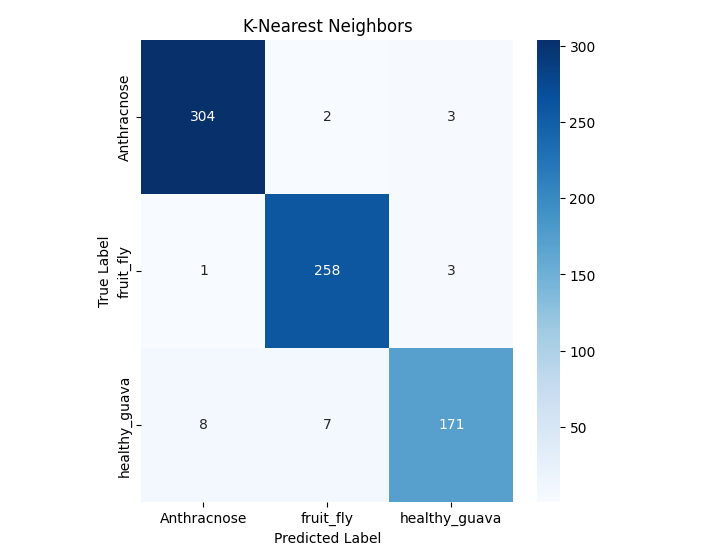 K-Nearest Neighbors
True Label
Anthracnose
304 2 3
fruit_fly
1 258 3
healthy_guava
8 7 171
Anthracnose fruit_fly healthy_guava
Predicted Label
300
250
200
150
100
50